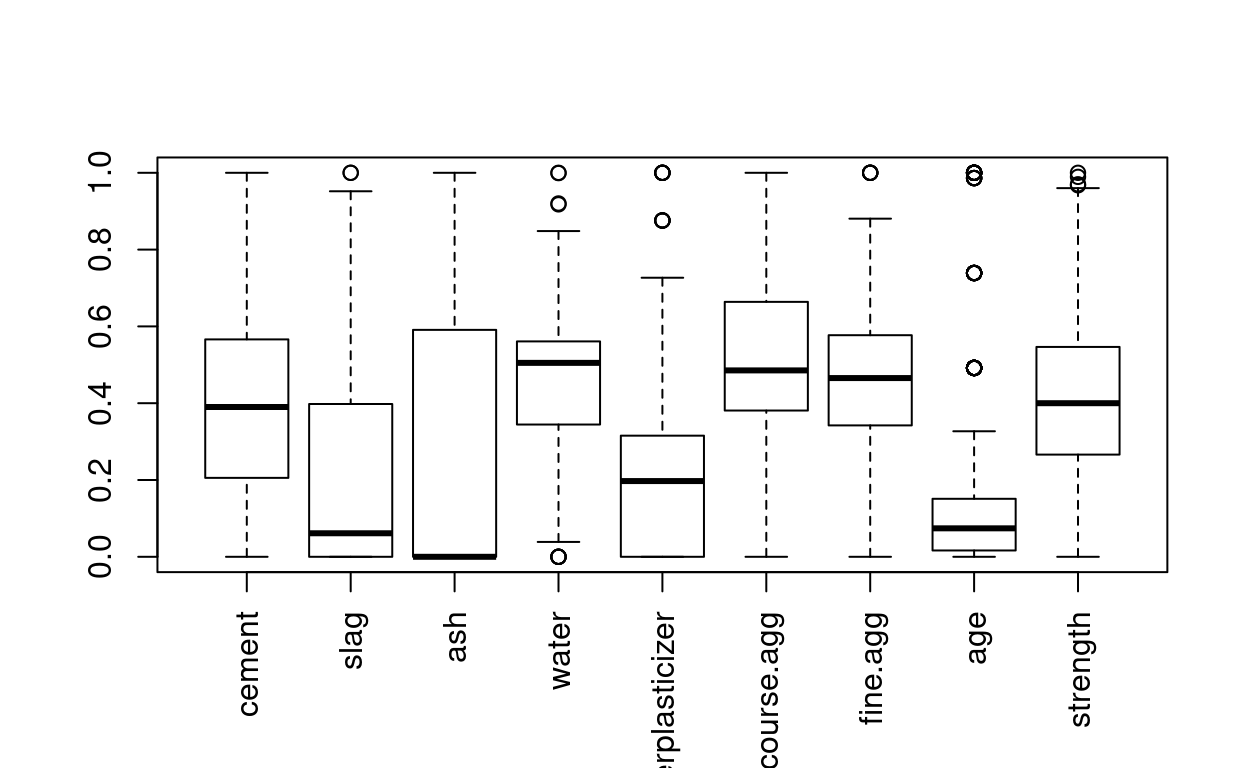 1.0
0.8
0.6
0.4
0.2
0.0
cement
slag
ash
water
erplasticizer
course.agg
fine.agg
age
strength